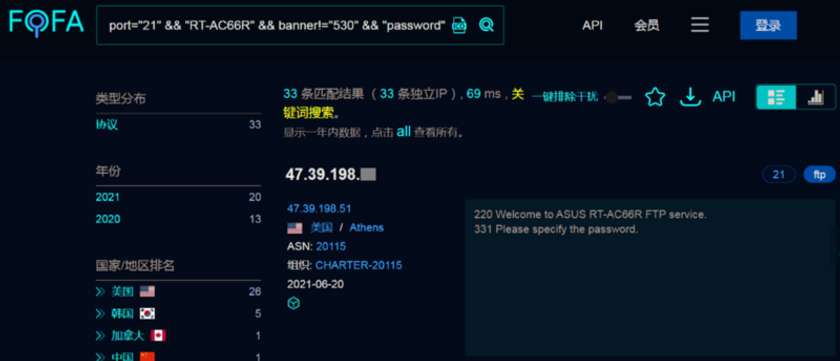 FOFA
port="21" && "RT-AC66R" && banner!="530" && "password"
API
会员
登录
类型分布
协议 33
年份
2021 20
2020 13
国家/地区排名
美国 26
韩国 5
加拿大 1
中国 1
33 条匹配结果 （ 33 条独立IP ）, 69 ms , 关
键词搜索。
显示一年内数据，点击 all 查看所有。
一键排除干扰
API
47.39.198.
21
ftp
47.39.198.51
美国 / Athens
ASN: 20115
组织: CHARTER-20115
2021-06-20
220 Welcome to ASUS RT-AC66R FTP service.
331 Please specify the password.